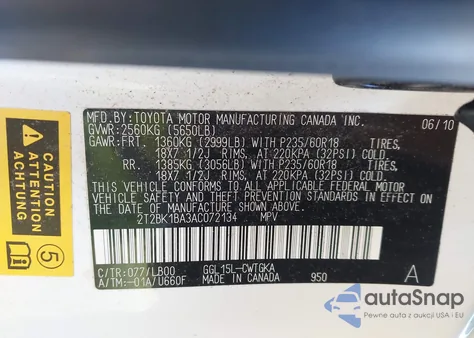 MFD.BY:TOYOTA MOTOR MANUFACTURING CANADA INC. 06/10
GVWR:2560KG (5650LB)
GAWR:FRT. 1360KG (2999LB) WITH P235/60R18 TIRES,
18X7 1/2J RIMS, AT 220KPA (32PSI) COLD.
RR. 1385KG (3056LB) WITH P235/60R18 TIRES,
18X7 1/2J RIMS, AT 220KPA (32PSI) COLD.
THIS VEHICLE CONFORMS TO ALL APPLICABLE FEDERAL MOTOR
VEHICLE SAFETY AND THEFT PREVENTION STANDARDS IN EFFECT
ON THE DATE OF MANUFACTURE SHOWN ABOVE.
2T2BK1BA3AC072134 MPV
C/TR:077/LB00 GGL15L-CWTGKA
A/TM:-01A/U660F MADE IN CANADA 950 A
5
autoSnap
Pewne auta z aukcji USA i EU